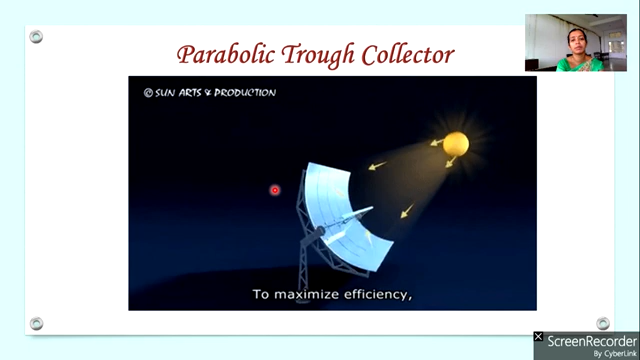 Parabolic Trough Collector
© SUN ARTS & PRODUCTION
To maximize efficiency,
ScreenRecorder
By CyberLink